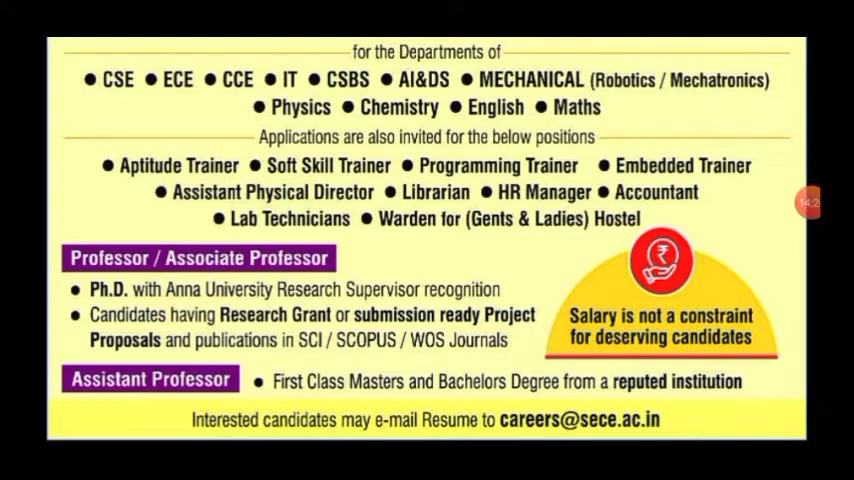 for the Departments of
● CSE ● ECE ● CCE ● IT ● CSBS ● AI&DS ● MECHANICAL (Robotics / Mechatronics)
● Physics ● Chemistry ● English ● Maths
Applications are also invited for the below positions
● Aptitude Trainer ● Soft Skill Trainer ● Programming Trainer ● Embedded Trainer
● Assistant Physical Director ● Librarian ● HR Manager ● Accountant
● Lab Technicians ● Warden for (Gents & Ladies) Hostel
14:2
Professor / Associate Professor
● Ph.D. with Anna University Research Supervisor recognition
● Candidates having Research Grant or submission ready Project
Proposals and publications in SCI / SCOPUS / WOS Journals
₹
Salary is not a constraint
for deserving candidates
Assistant Professor ● First Class Masters and Bachelors Degree from a reputed institution
Interested candidates may e-mail Resume to careers@sece.ac.in